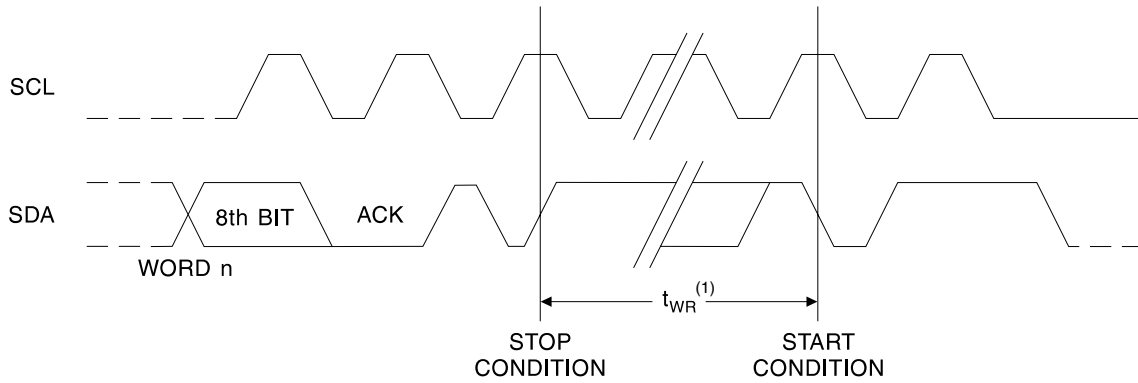 SCL
SDA
8th BIT
ACK
WORD n
tWR(1)
STOP
CONDITION
START
CONDITION